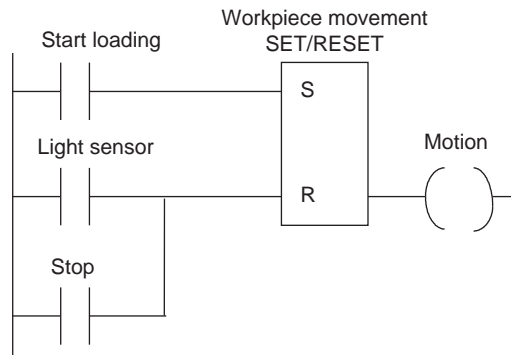 Workpiece movement
SET/RESET
Start loading
S
Light sensor
Motion
R
Stop